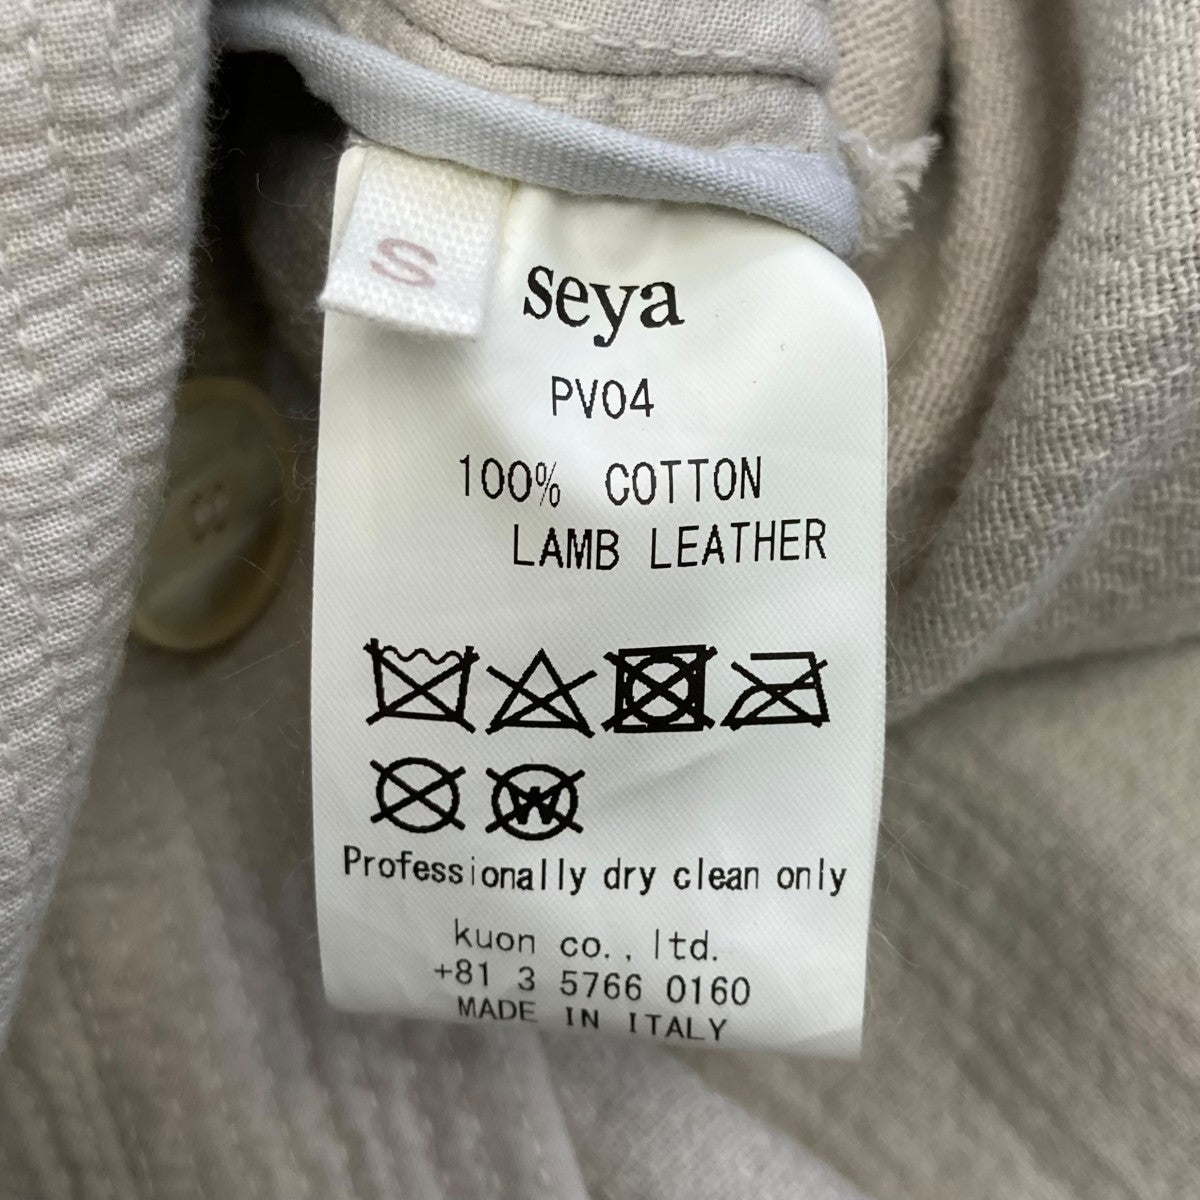 S
seya
PV04
100% COTTON
LAMB LEATHER
W
Professionally dry clean only
kuon co., ltd.
+81 3 5766 0160
MADE IN ITALY